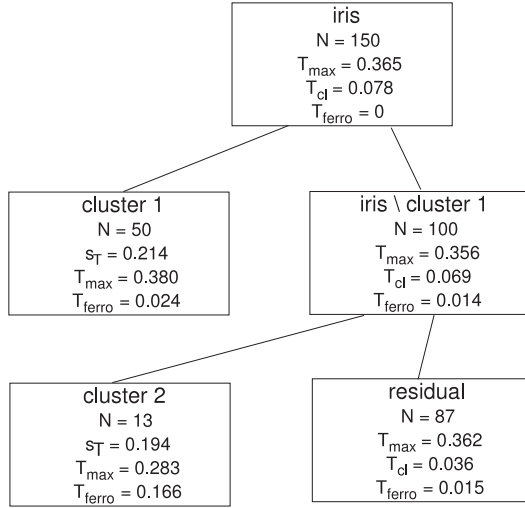 iris
N = 150
T_max = 0.365
T_cl = 0.078
T_ferro = 0
cluster 1
N = 50
s_T = 0.214
T_max = 0.380
T_ferro = 0.024
iris \ cluster 1
N = 100
T_max = 0.356
T_cl = 0.069
T_ferro = 0.014
cluster 2
N = 13
s_T = 0.194
T_max = 0.283
T_ferro = 0.166
residual
N = 87
T_max = 0.362
T_cl = 0.036
T_ferro = 0.015